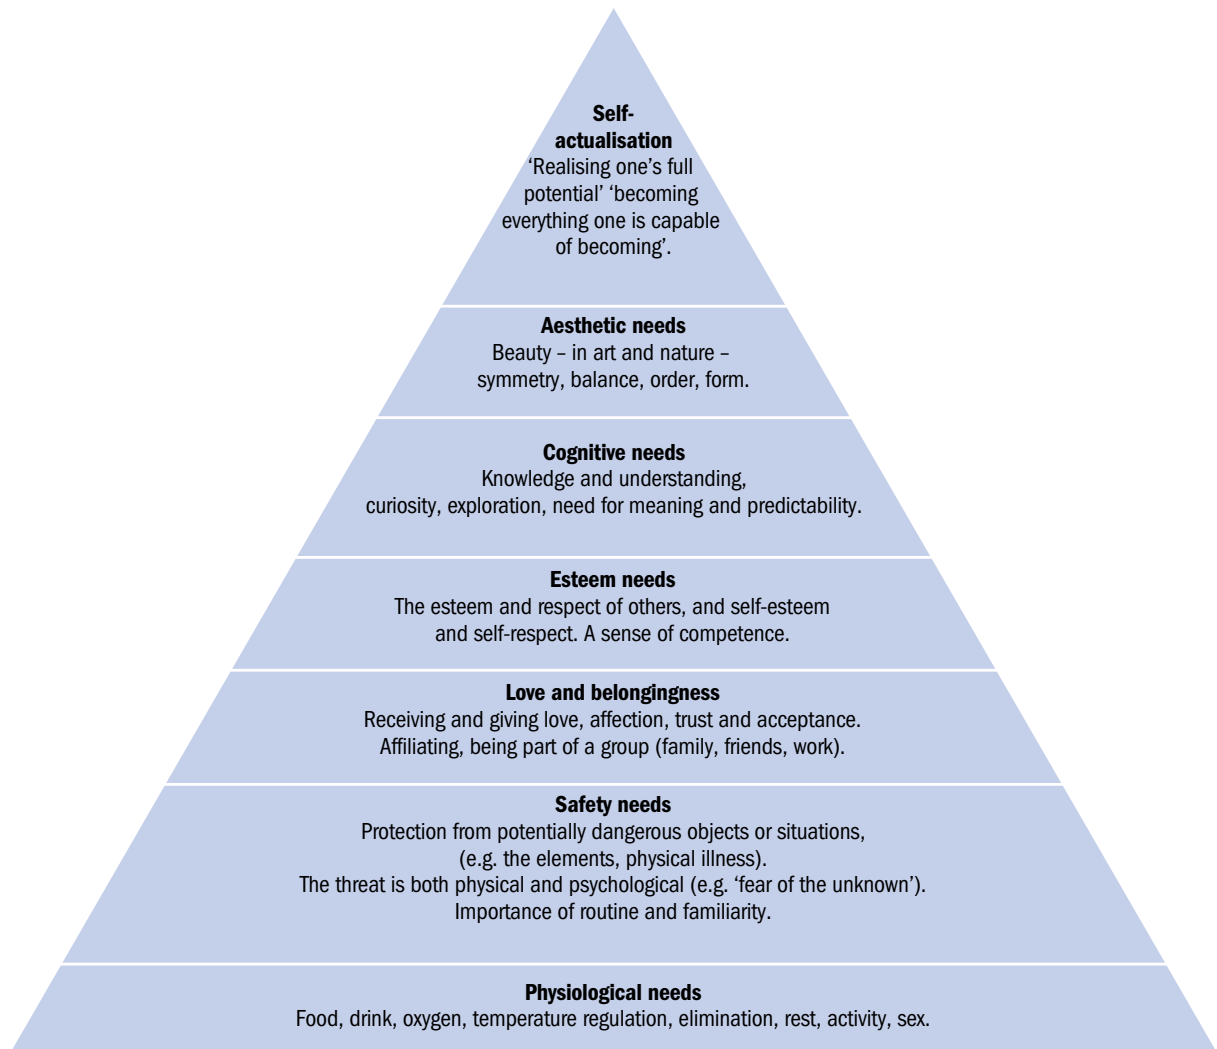 Self-
actualisation
‘Realising one’s full
potential’ ‘becoming
everything one is capable
of becoming’.
Aesthetic needs
Beauty – in art and nature –
symmetry, balance, order, form.
Cognitive needs
Knowledge and understanding,
curiosity, exploration, need for meaning and predictability.
Esteem needs
The esteem and respect of others, and self-esteem
and self-respect. A sense of competence.
Love and belongingness
Receiving and giving love, affection, trust and acceptance.
Affiliating, being part of a group (family, friends, work).
Safety needs
Protection from potentially dangerous objects or situations,
(e.g. the elements, physical illness).
The threat is both physical and psychological (e.g. ‘fear of the unknown’).
Importance of routine and familiarity.
Physiological needs
Food, drink, oxygen, temperature regulation, elimination, rest, activity, sex.